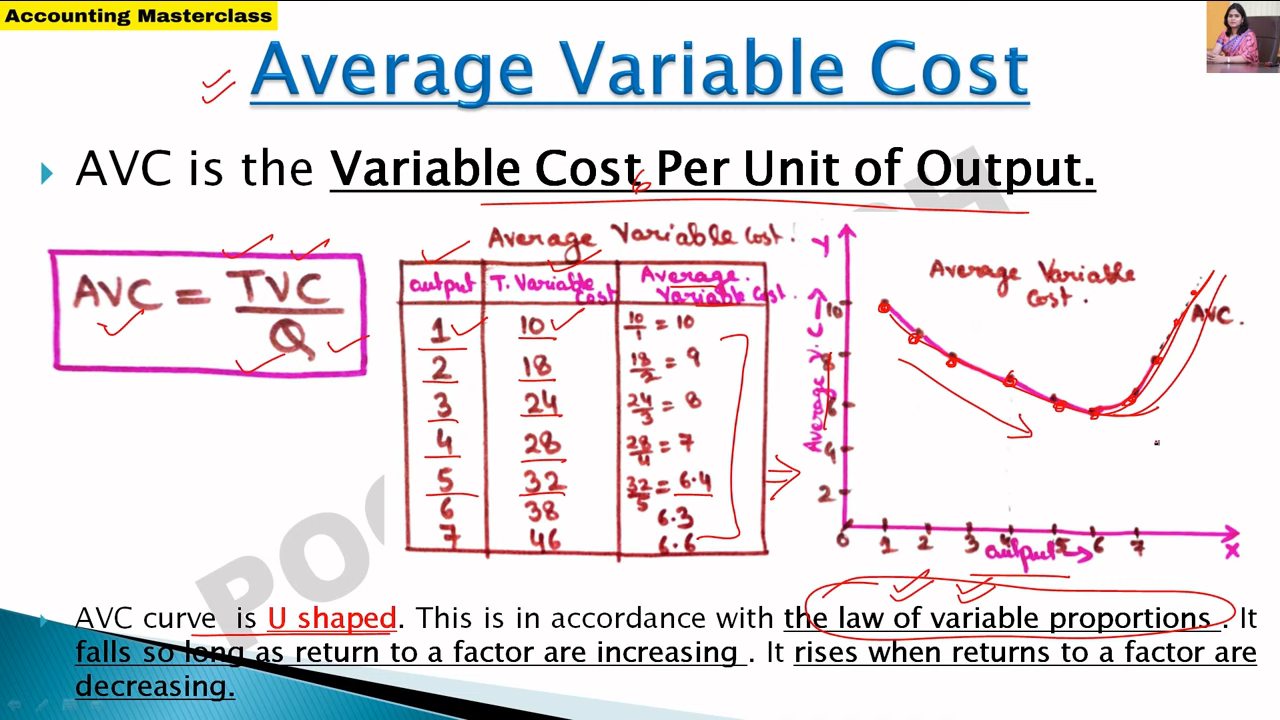 Accounting Masterclass
Average Variable Cost
AVC is the Variable Cost Per Unit of Output.
6
AVC = TVC
Q
Average Variable Cost.
output T. Variable Cost Average Variable Cost.
1 10 10/1 = 10
2 18 18/2 = 9
3 24 24/3 = 8
4 28 28/4 = 7
5 32 32/5 = 6.4
6 38 6.3
7 46 6.6
Y
Average Variable
Cost.
AVC.
10
8
6
4
2
Average V. C
0 1 2 3 4 5 6 7
output
X
AVC curve is U shaped. This is in accordance with the law of variable proportions . It
falls so long as return to a factor are increasing . It rises when returns to a factor are
decreasing.